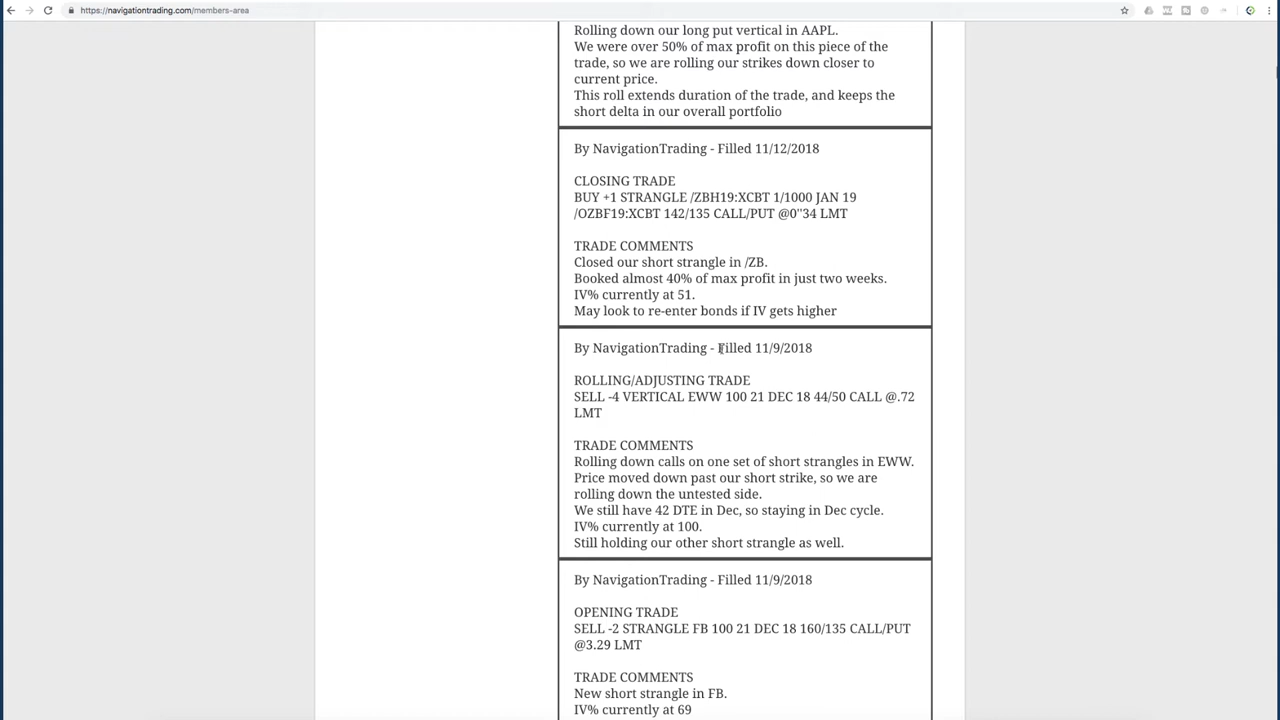 https://navigationtrading.com/members-area
Rolling down our long put vertical in AAPL.
We were over 50% of max profit on this piece of the
trade, so we are rolling our strikes down closer to
current price.
This roll extends duration of the trade, and keeps the
short delta in our overall portfolio
By NavigationTrading - Filled 11/12/2018
CLOSING TRADE
BUY +1 STRANGLE /ZBH19:XCBT 1/1000 JAN 19
/OZBF19:XCBT 142/135 CALL/PUT @0"34 LMT
TRADE COMMENTS
Closed our short strangle in /ZB.
Booked almost 40% of max profit in just two weeks.
IV% currently at 51.
May look to re-enter bonds if IV gets higher
By NavigationTrading - Filled 11/9/2018
ROLLING/ADJUSTING TRADE
SELL -4 VERTICAL EWW 100 21 DEC 18 44/50 CALL @.72
LMT
TRADE COMMENTS
Rolling down calls on one set of short strangles in EWW.
Price moved down past our short strike, so we are
rolling down the untested side.
We still have 42 DTE in Dec, so staying in Dec cycle.
IV% currently at 100.
Still holding our other short strangle as well.
By NavigationTrading - Filled 11/9/2018
OPENING TRADE
SELL -2 STRANGLE FB 100 21 DEC 18 160/135 CALL/PUT
@3.29 LMT
TRADE COMMENTS
New short strangle in FB.
IV% currently at 69